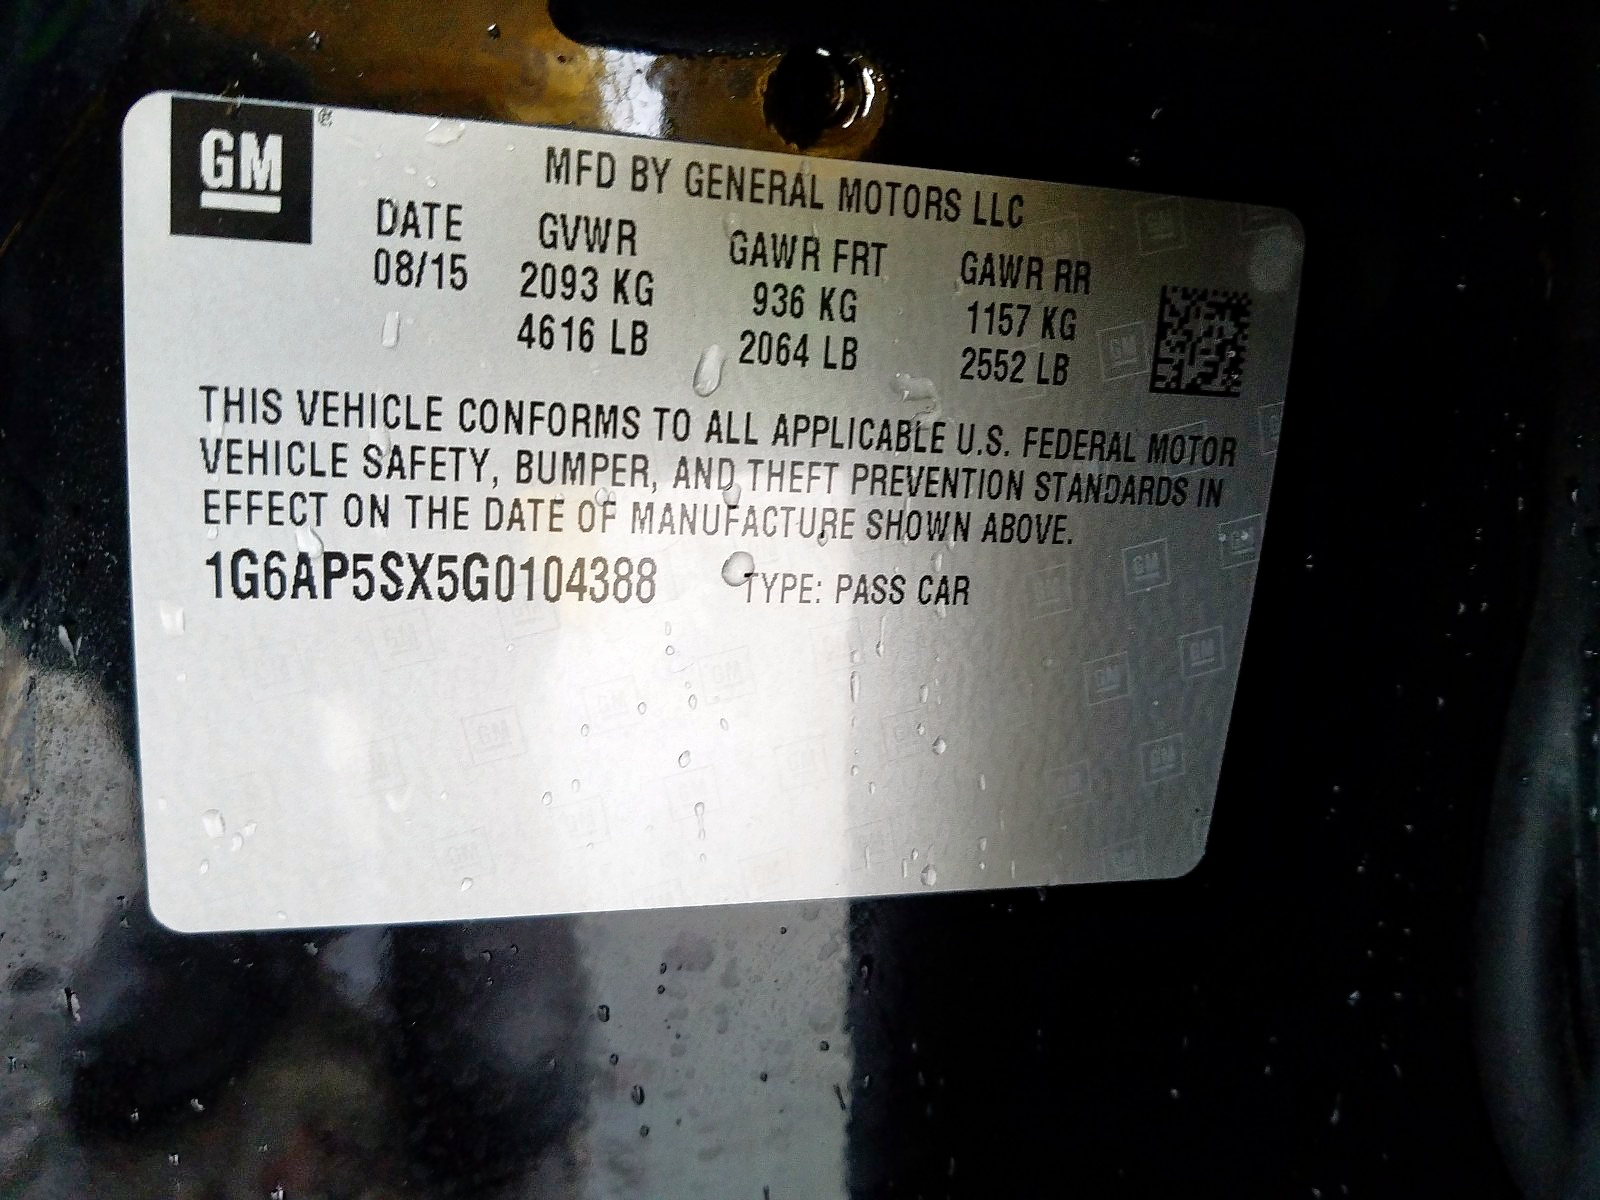 GM
MFD BY GENERAL MOTORS LLC
DATE GVWR GAWR FRT GAWR RR
08/15 2093 KG 936 KG 1157 KG
4616 LB 2064 LB 2552 LB
THIS VEHICLE CONFORMS TO ALL APPLICABLE U.S. FEDERAL MOTOR
VEHICLE SAFETY, BUMPER, AND THEFT PREVENTION STANDARDS IN
EFFECT ON THE DATE OF MANUFACTURE SHOWN ABOVE.
1G6AP5SX5G0104388 TYPE: PASS CAR